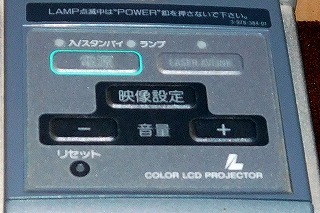 LAMP点滅中は“POWER”釦を押さないで下さい。
入/スタンバイ ランプ
電源
映像設定
− 音量 +
リセット
COLOR LCD PROJECTOR